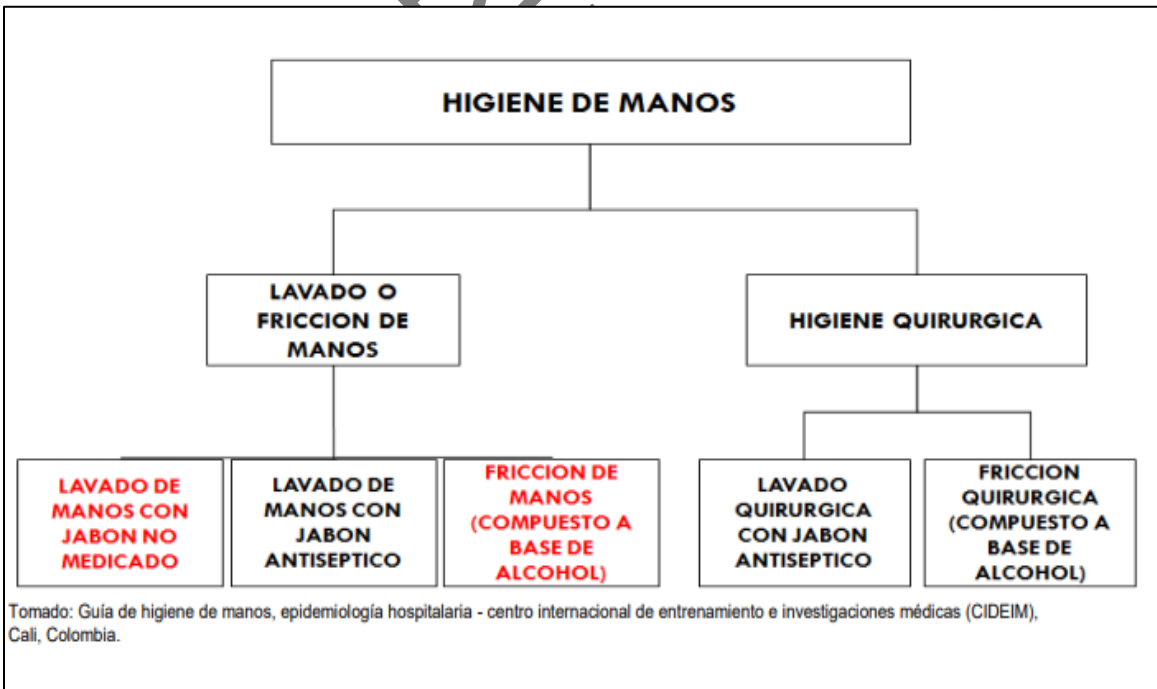 HIGIENE DE MANOS
LAVADO O
FRICCION DE
MANOS
HIGIENE QUIRURGICA
LAVADO DE
MANOS CON
JABON NO
MEDICADO
LAVADO DE
MANOS CON
JABON
ANTISEPTICO
FRICCION DE
MANOS
(COMPUESTO A
BASE DE
ALCOHOL)
LAVADO
QUIRURGICA
CON JABON
ANTISEPTICO
FRICCION
QUIRURGICA
(COMPUESTO A
BASE DE
ALCOHOL)
Tomado: Guía de higiene de manos, epidemiología hospitalaria - centro internacional de entrenamiento e investigaciones médicas (CIDEIM),
Cali, Colombia.